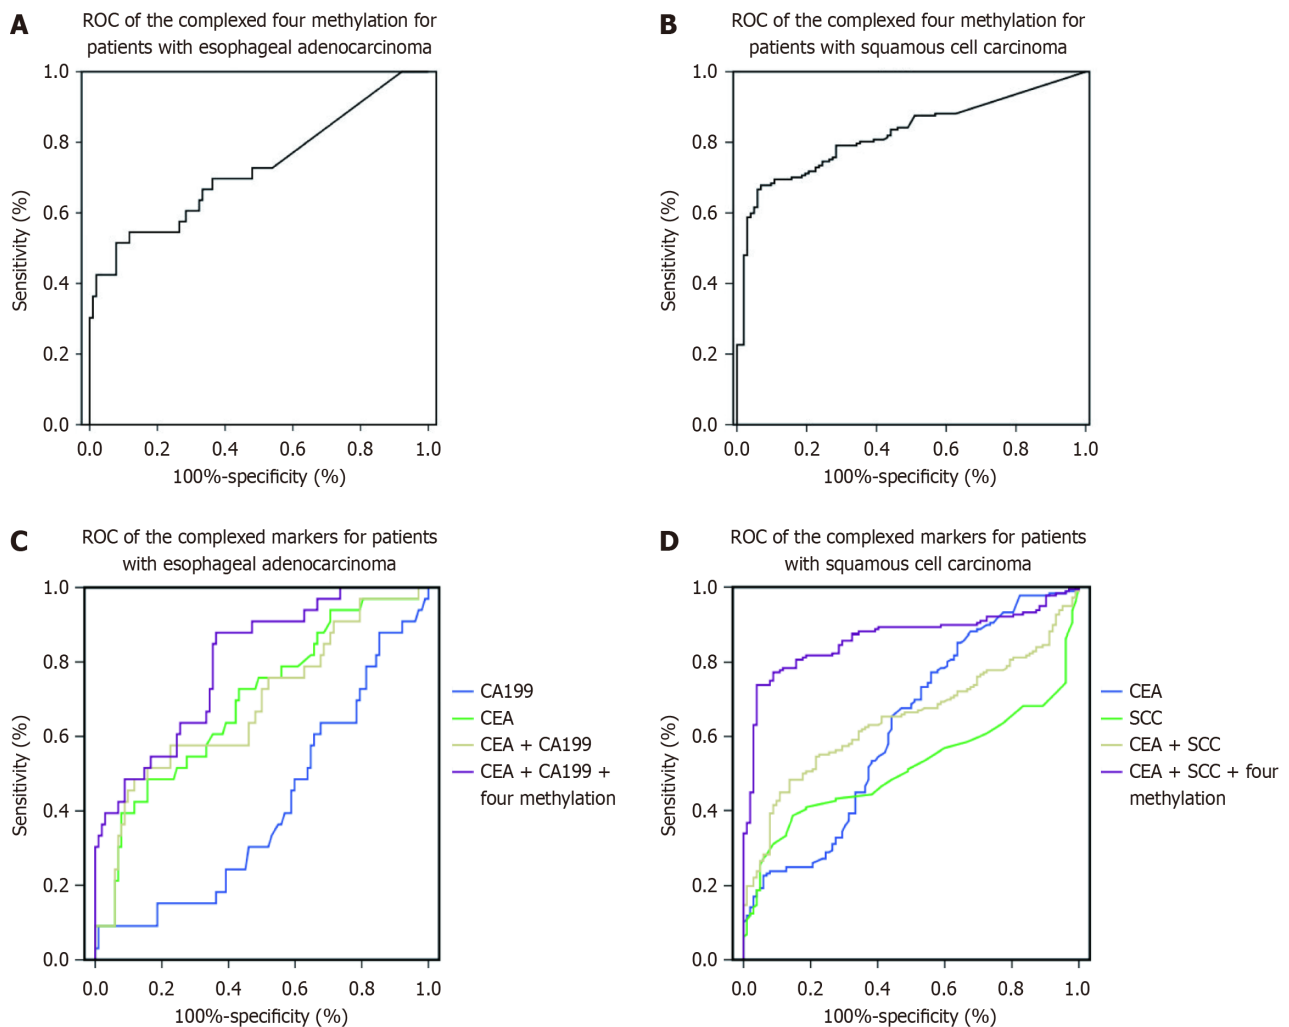 A
ROC of the complexed four methylation for
patients with esophageal adenocarcinoma
1.0
0.8
0.6
0.4
0.2
0.0
Sensitivity (%)
0.0 0.2 0.4 0.6 0.8 1.0
100%-specificity (%)
B
ROC of the complexed four methylation for
patients with squamous cell carcinoma
1.0
0.8
0.6
0.4
0.2
0.0
Sensitivity (%)
0.0 0.2 0.4 0.6 0.8 1.0
100%-specificity (%)
C
ROC of the complexed markers for patients
with esophageal adenocarcinoma
1.0
0.8
0.6
0.4
0.2
0.0
Sensitivity (%)
0.0 0.2 0.4 0.6 0.8 1.0
100%-specificity (%)
CA199
CEA
CEA + CA199
CEA + CA199 +
four methylation
D
ROC of the complexed markers for patients
with squamous cell carcinoma
1.0
0.8
0.6
0.4
0.2
0.0
Sensitivity (%)
0.0 0.2 0.4 0.6 0.8 1.0
100%-specificity (%)
CEA
SCC
CEA + SCC
CEA + SCC + four
methylation